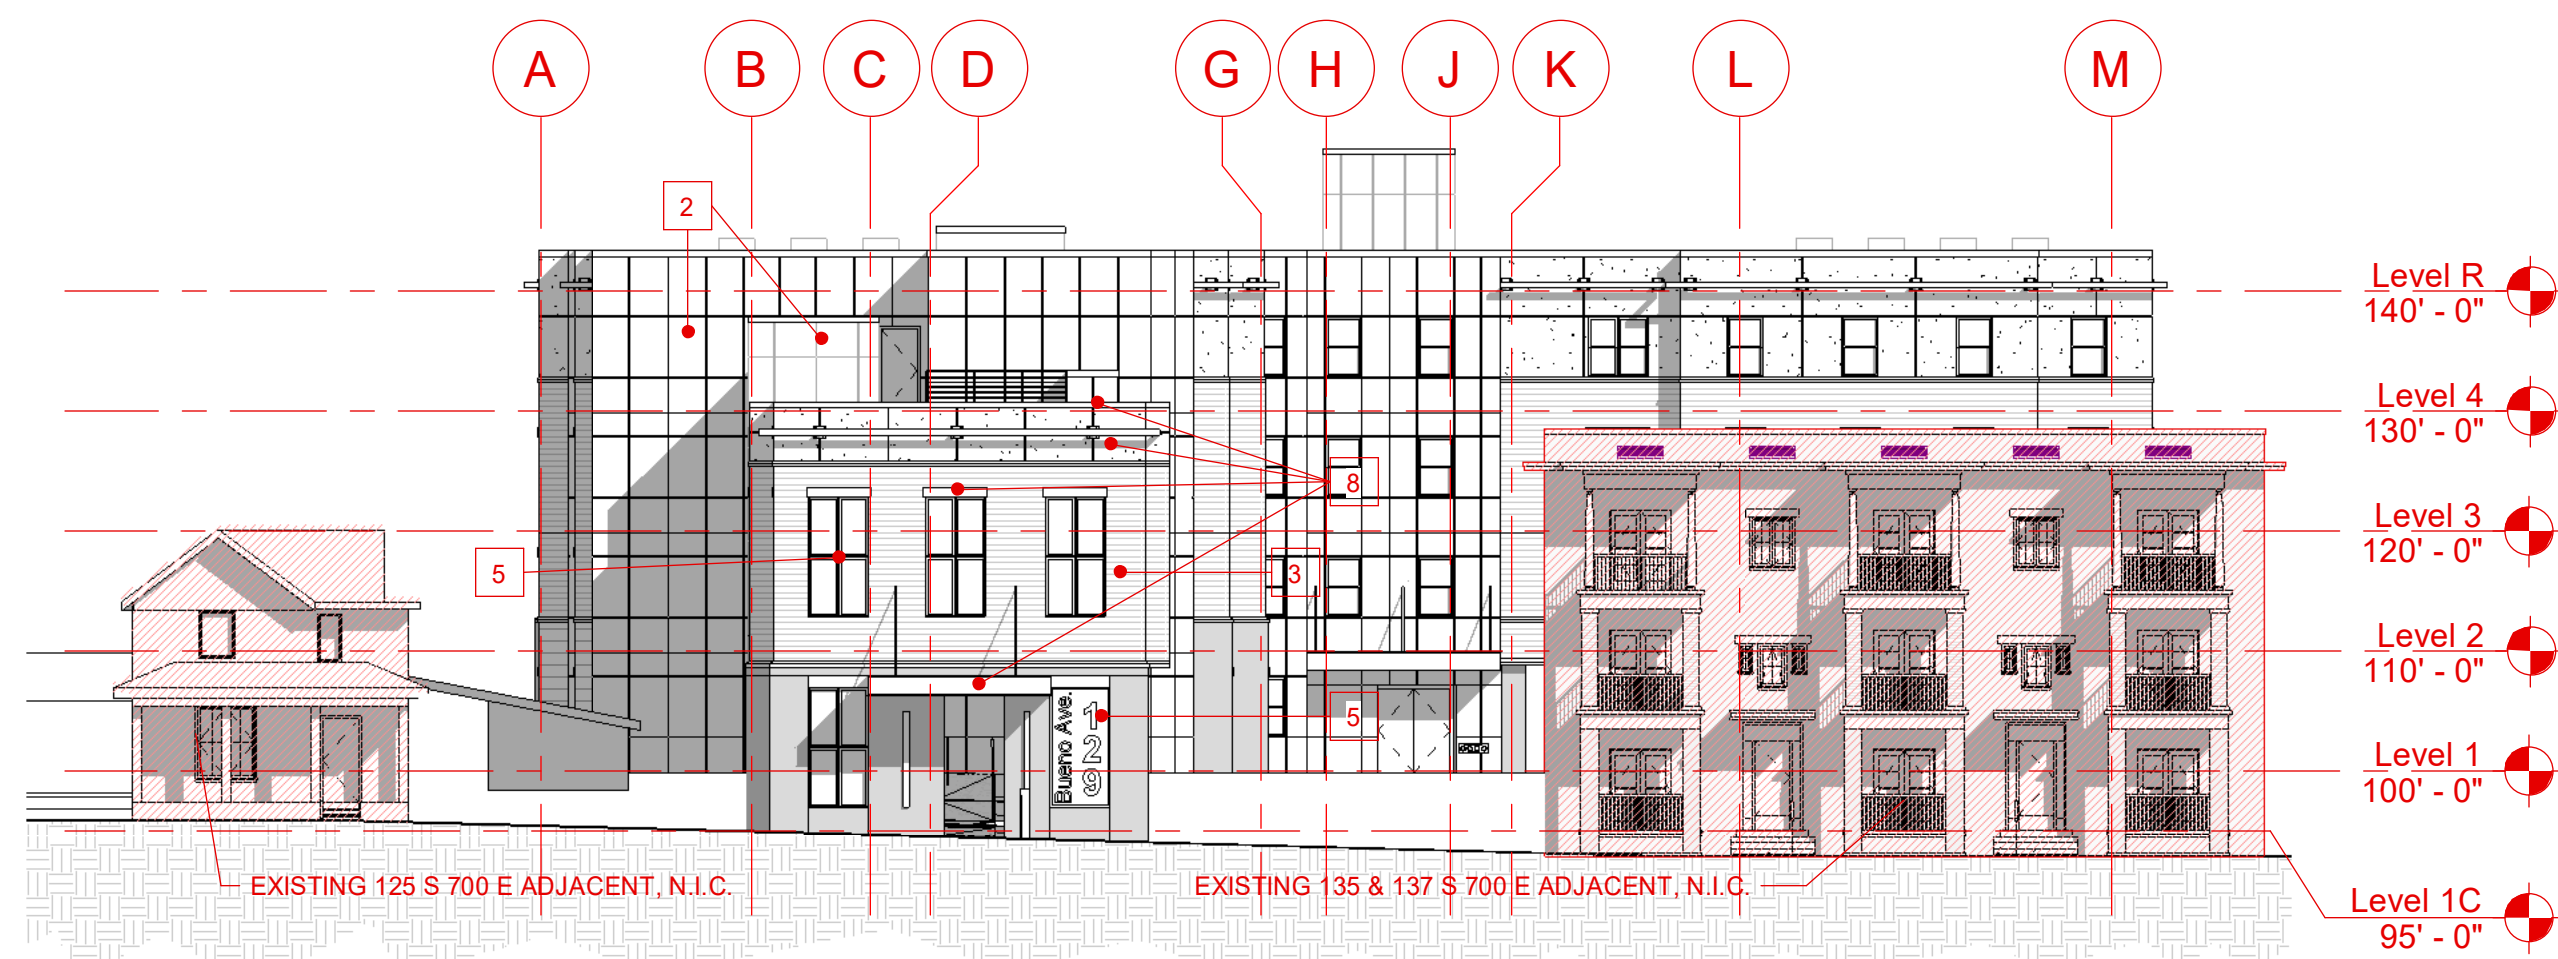 A
B
C
D
G
H
J
K
L
M
2
Level R
140' - 0"
Level 4
130' - 0"
8
Level 3
120' - 0"
5
3
Level 2
110' - 0"
Bueno Ave.
129
5
Level 1
100' - 0"
EXISTING 125 S 700 E ADJACENT, N.I.C.
EXISTING 135 & 137 S 700 E ADJACENT, N.I.C.
Level 1C
95' - 0"